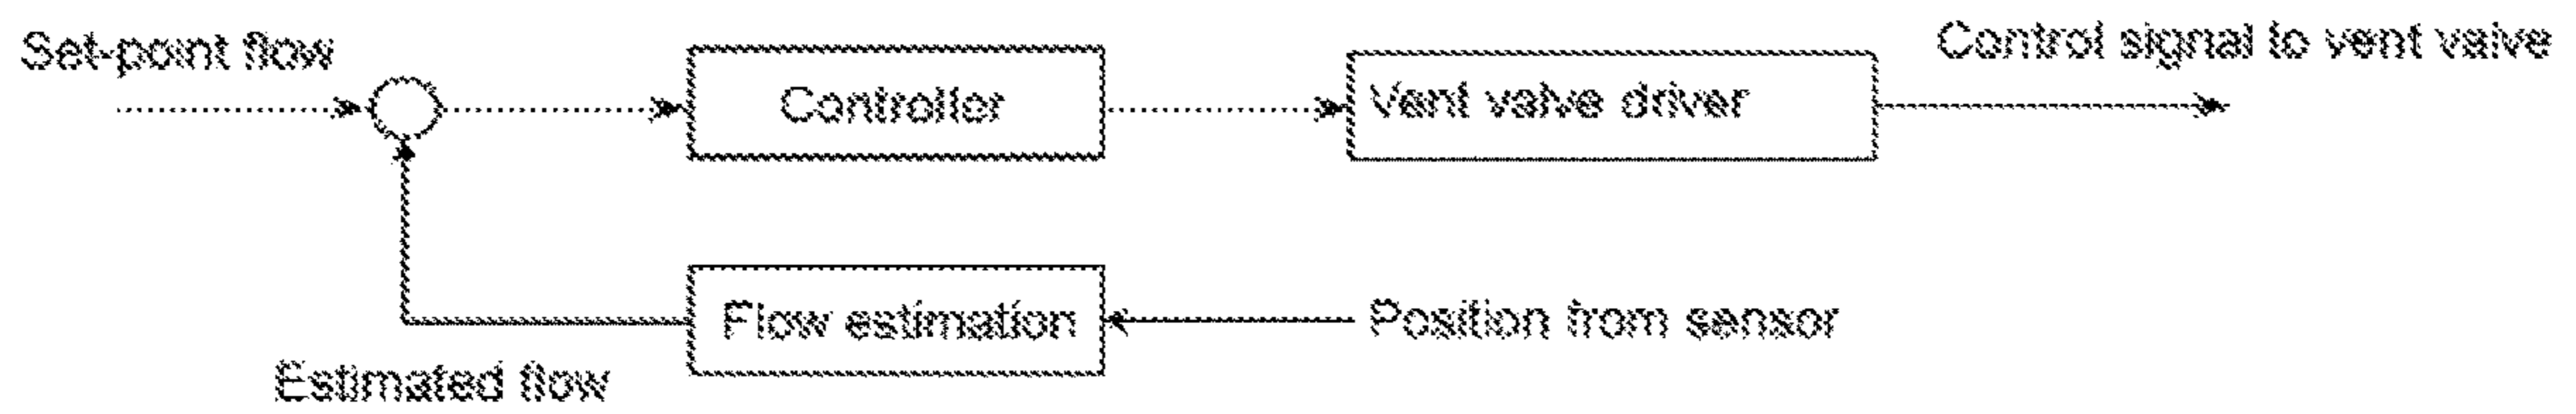 Set-point flow
Controller
Vent valve driver
Control signal to vent valve
Flow estimation
Position from sensor
Estimated flow